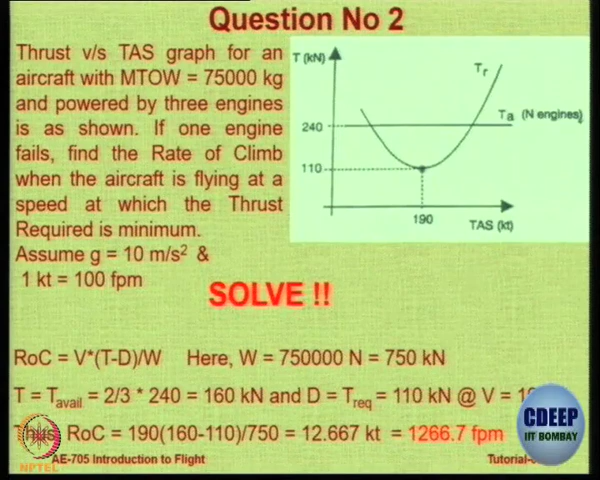 Question No 2
Thrust v/s TAS graph for an
aircraft with MTOW = 75000 kg
and powered by three engines
is as shown. If one engine
fails, find the Rate of Climb
when the aircraft is flying at a
speed at which the Thrust
Required is minimum.
Assume g = 10 m/s² &
1 kt = 100 fpm
T (kN)
Tr
Ta (N engines)
240
110
190
TAS (kt)
SOLVE !!
RoC = V*(T-D)/W Here, W = 750000 N = 750 kN
T = Tavail = 2/3 * 240 = 160 kN and D = Treq = 110 kN @ V =
RoC = 190(160-110)/750 = 12.667 kt = 1266.7 fpm
CDEEP
IIT BOMBAY
NPTEL
AE-705 Introduction to Flight